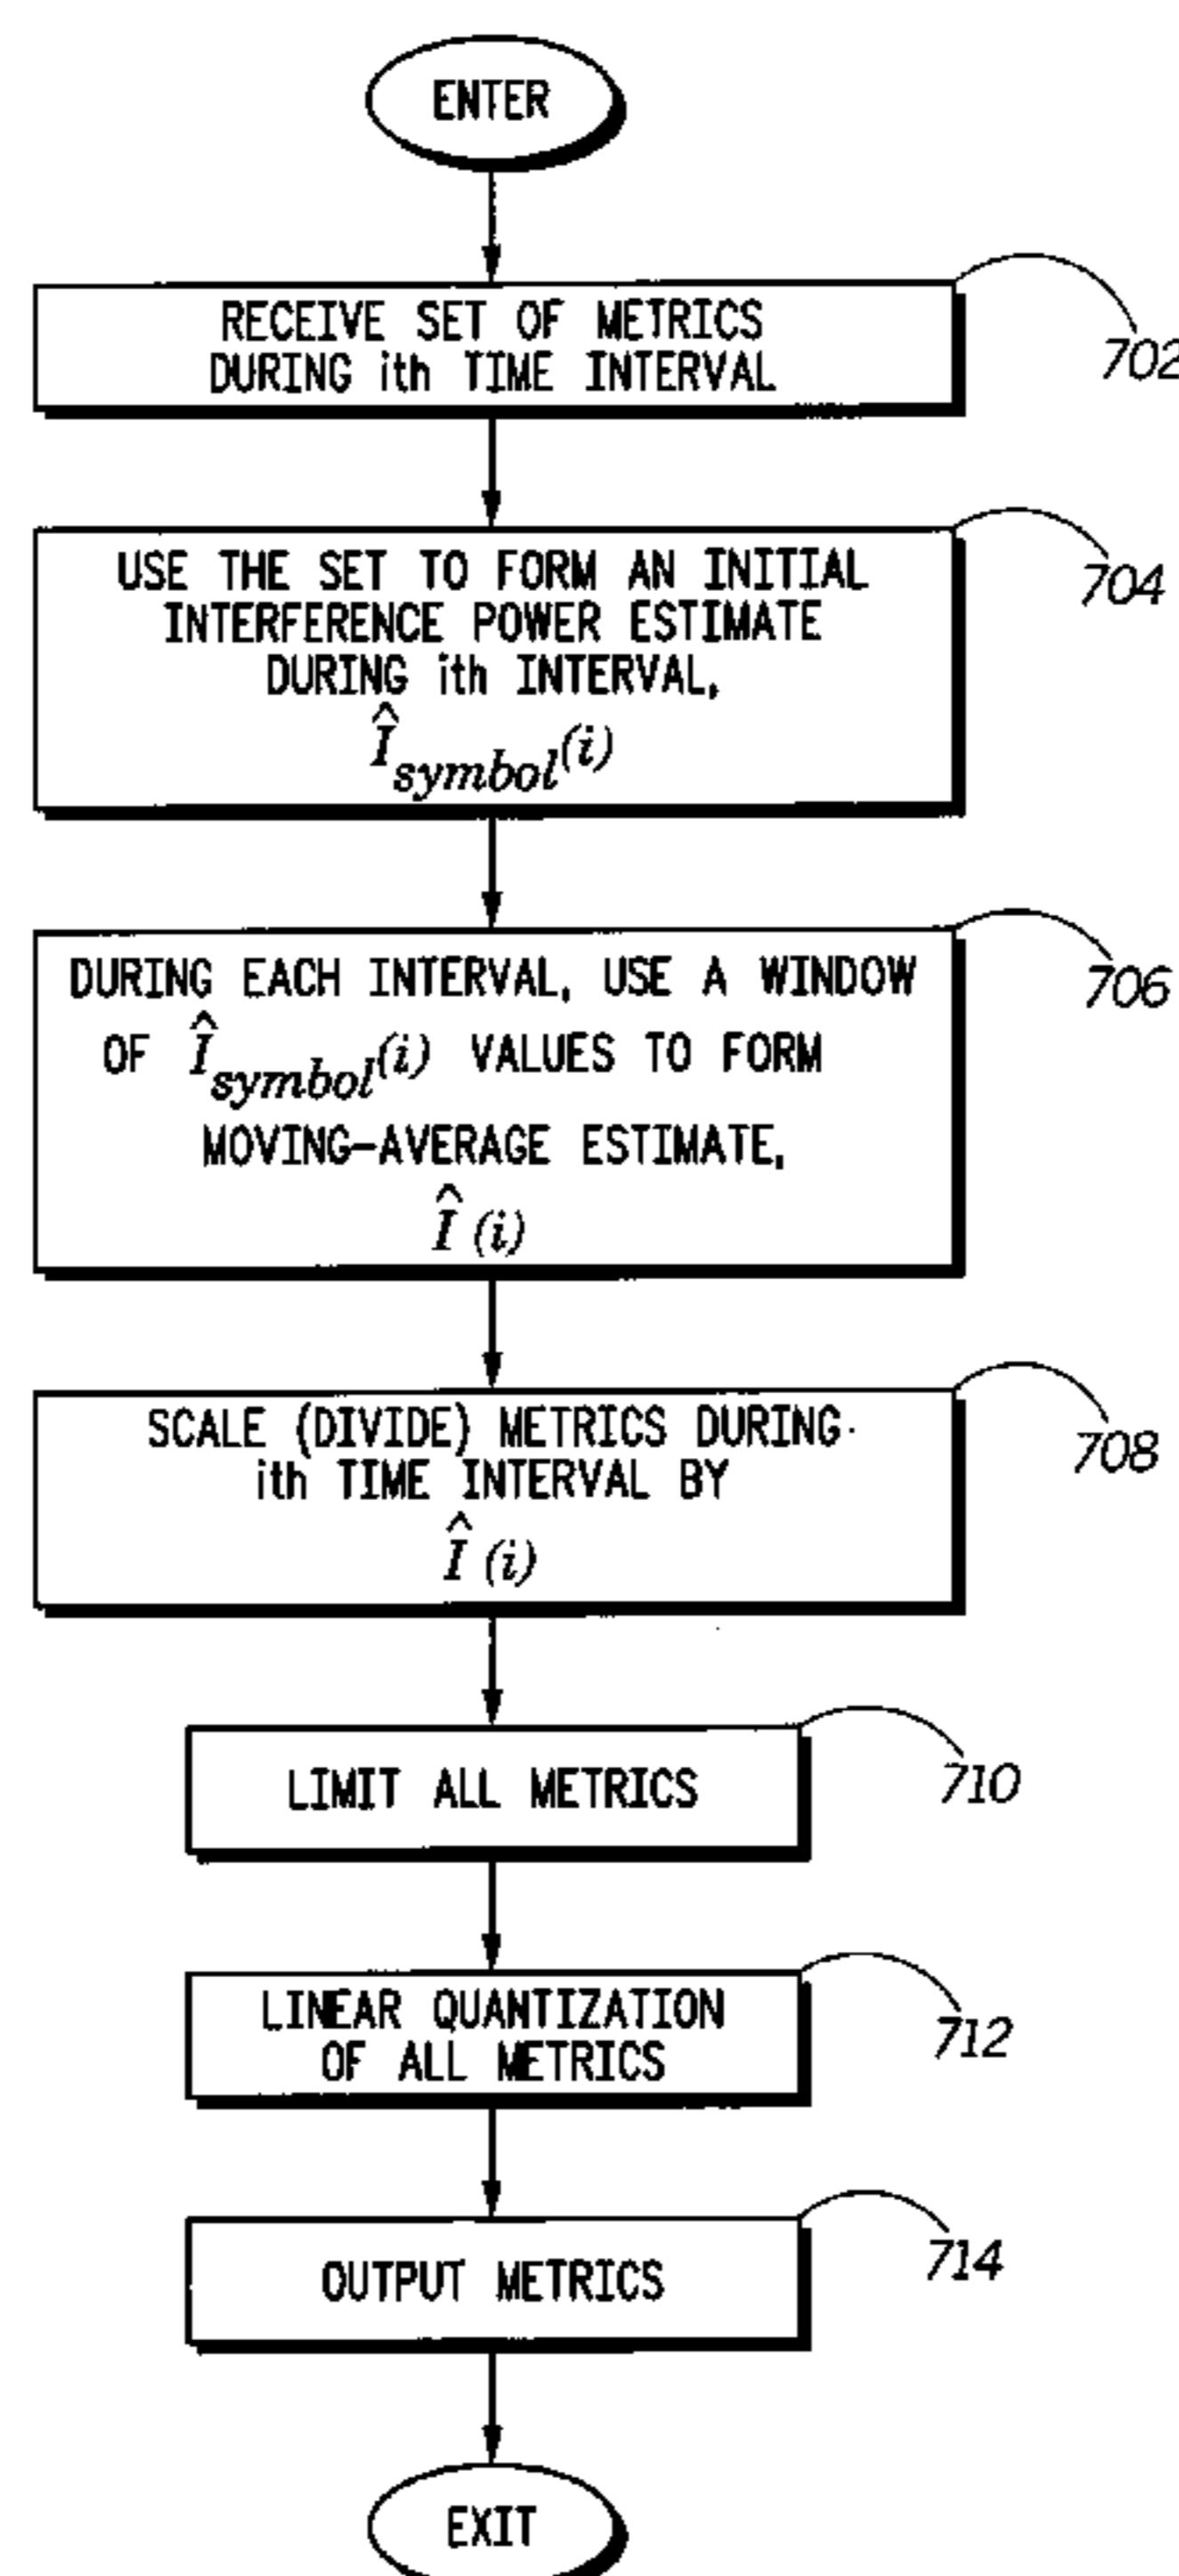 ENTER
RECEIVE SET OF METRICS
DURING ith TIME INTERVAL
702
USE THE SET TO FORM AN INITIAL
INTERFERENCE POWER ESTIMATE
DURING ith INTERVAL,
Î_symbol(i)
704
DURING EACH INTERVAL, USE A WINDOW
OF Î_symbol(i) VALUES TO FORM
MOVING-AVERAGE ESTIMATE,
Î (i)
706
SCALE (DIVIDE) METRICS DURING
ith TIME INTERVAL BY
Î (i)
708
LIMIT ALL METRICS
710
LINEAR QUANTIZATION
OF ALL METRICS
712
OUTPUT METRICS
714
EXIT